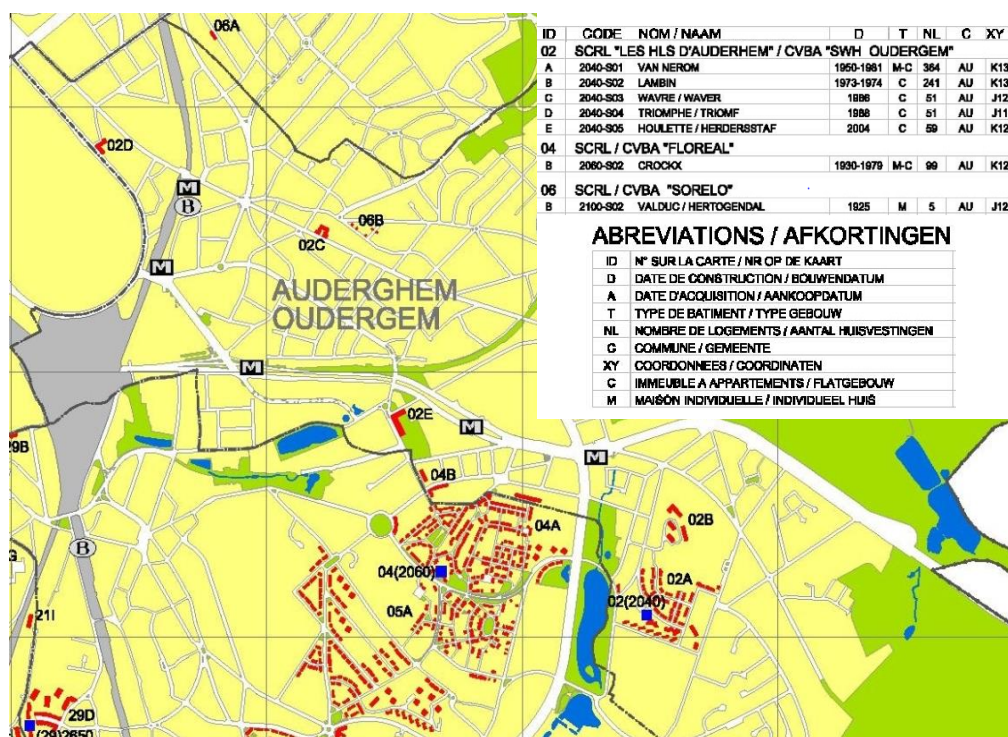 ID CODE NOM / NAAM D T NL C XY
02 SCRL "LES HLS D'AUDERHEM" / CVBA "SWH OUDERGEM"
A 2040-S01 VAN NEROM 1950-1981 M-C 364 AU K13
B 2040-S02 LAMBIN 1973-1974 C 241 AU K13
C 2040-S03 WAVRE / WAVER 1986 C 51 AU J12
D 2040-S04 TRIOMPHE / TRIOMF 1988 C 51 AU J11
E 2040-S05 HOULETTE / HERDERSSTAF 2004 C 59 AU K12
04 SCRL / CVBA "FLOREAL"
B 2060-S02 CROCKX 1930-1979 M-C 99 AU K12
06 SCRL / CVBA "SORELO"
B 2100-S02 VALDUC / HERTOGENDAL 1925 M 5 AU J12
ABREVIATIONS / AFKORTINGEN
ID N° SUR LA CARTE / NR OP DE KAART
D DATE DE CONSTRUCTION / BOUWENDATUM
A DATE D'ACQUISITION / AANKOOPDATUM
T TYPE DE BATIMENT / TYPE GEBOUW
NL NOMBRE DE LOGEMENTS / AANTAL HUISVESTINGEN
C COMMUNE / GEMEENTE
XY COORDONNEES / COORDINATEN
C IMMEUBLE A APPARTEMENTS / FLATGEBOUW
M MAISON INDIVIDUELLE / INDIVIDUEEL HUIS
06A
02D
M
B
06B
02C
M
AUDERGHEM
OUDERGEM
M
02E
M
29B
M
04B
02B
04A
B
G
04(2060)
02A
05A
02(2040)
21I
29D
(29)2650